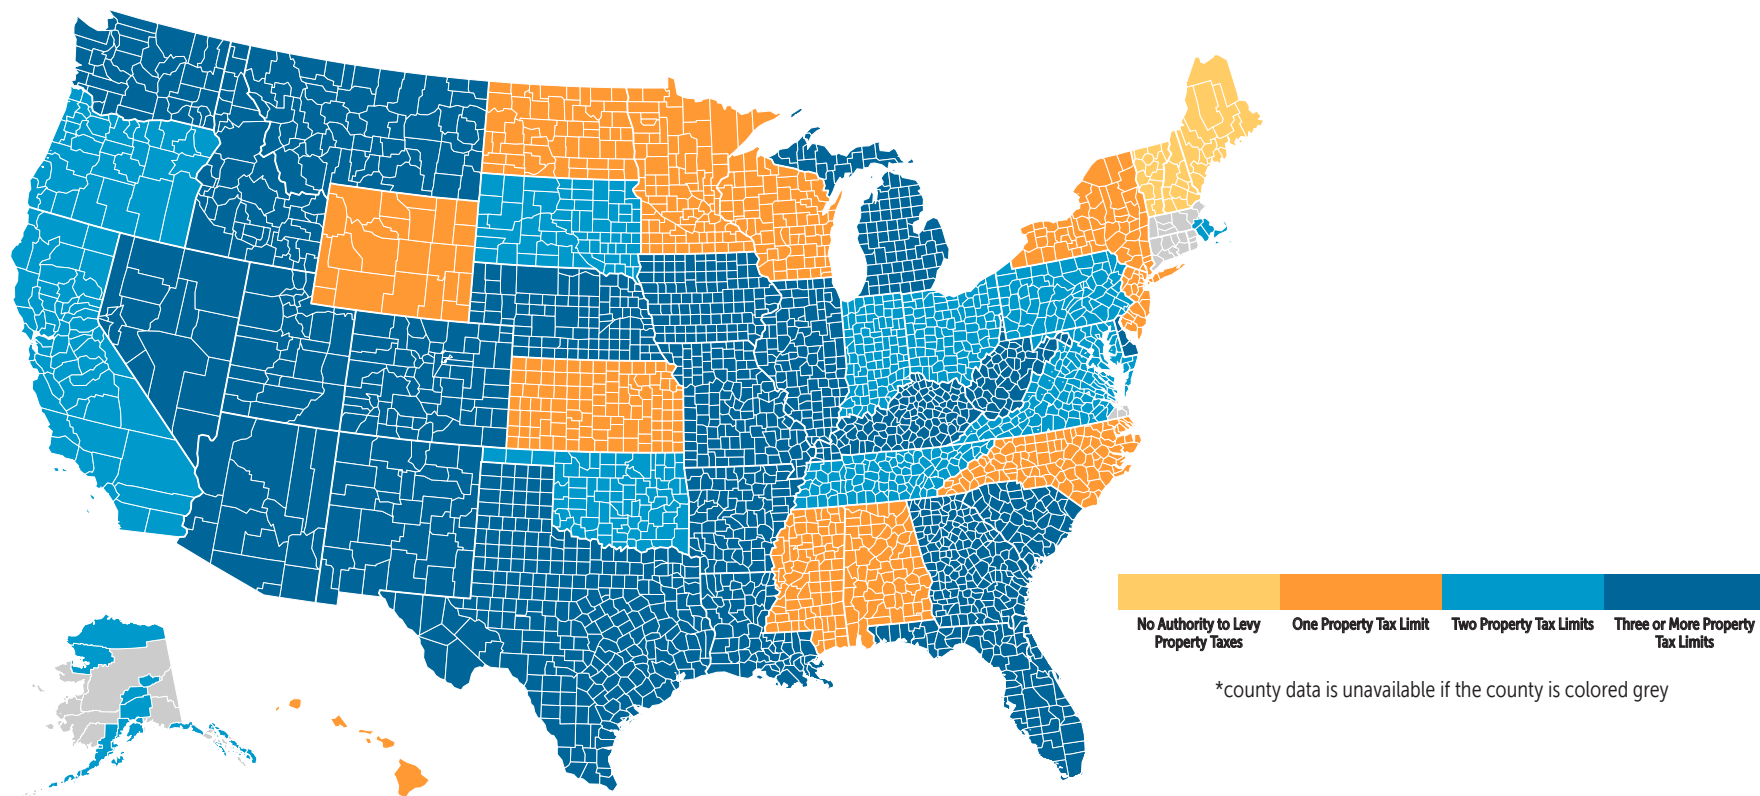 No Authority to Levy
Property Taxes
One Property Tax Limit
Two Property Tax Limits
Three or More Property
Tax Limits
*county data is unavailable if the county is colored grey